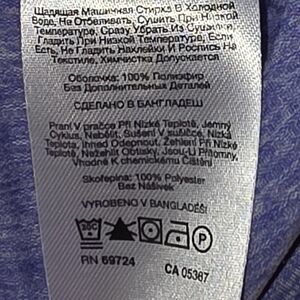 Щадящая Машинная Стирка В Холодной
Воде, Не Отбеливать, Сушить При Низкой
Температуре, Сразу Убрать Из Сушилки,
Гладить При Низкой Температуре, Если
Есть, Не Гладить Наклейки И Роспись На
Текстиле, Химчистка Допускается
Оболочка: 100% Полиэфир
Без Дополнительных Деталей
СДЕЛАНО В БАНГЛАДЕШ
Praní V pračce Při Nízké Teplotě, Jemný
Cyklus, Nebělit, Sušení V sušičce, Nízká
Teplota, Ihned Odepnout, Žehlení Při Nízké
Teplotě, Nežehlit Obtisky, Jsou-Li Přítomny,
Vhodné K chemickému Čištění
Skořepina: 100% Polyester
Bez Nášivek
VYROBENO V BANGLADÉŠI
30C P
RN 69724 CA 05367